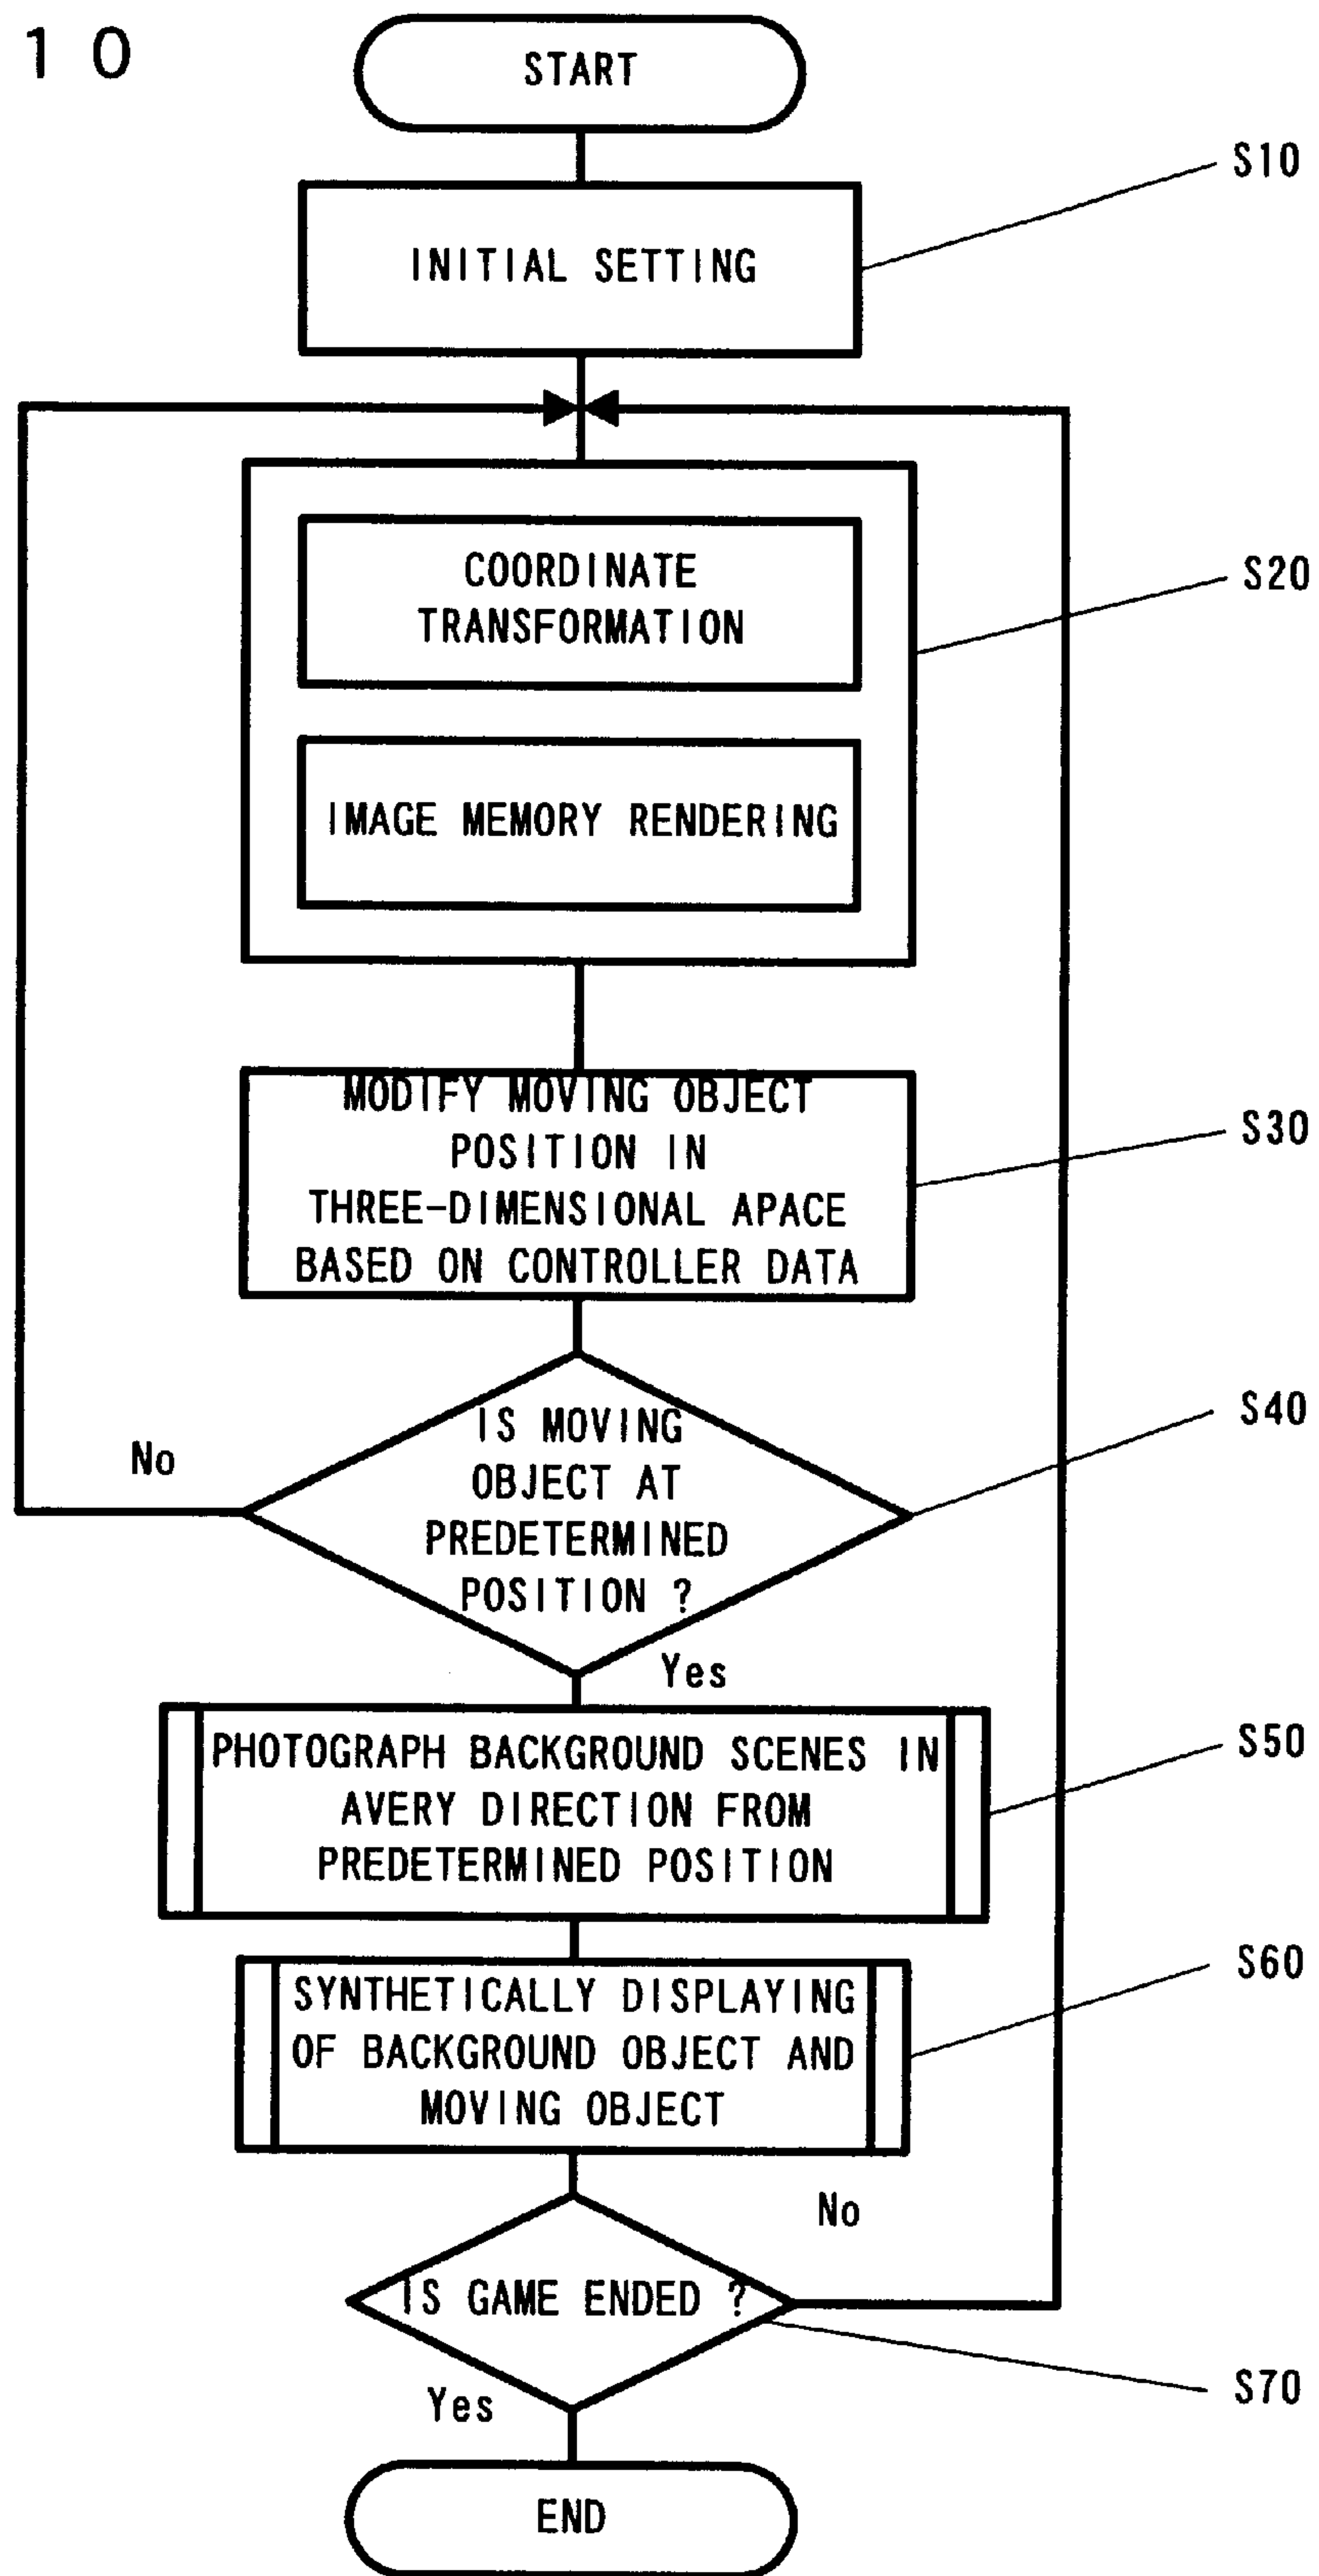 10
START
S10
INITIAL SETTING
COORDINATE
TRANSFORMATION
S20
IMAGE MEMORY RENDERING
MODIFY MOVING OBJECT
POSITION IN
THREE-DIMENSIONAL APACE
BASED ON CONTROLLER DATA
S30
IS MOVING
OBJECT AT
PREDETERMINED
POSITION ?
S40
No
Yes
PHOTOGRAPH BACKGROUND SCENES IN
AVERY DIRECTION FROM
PREDETERMINED POSITION
S50
SYNTHETICALLY DISPLAYING
OF BACKGROUND OBJECT AND
MOVING OBJECT
S60
No
IS GAME ENDED ?
S70
Yes
END